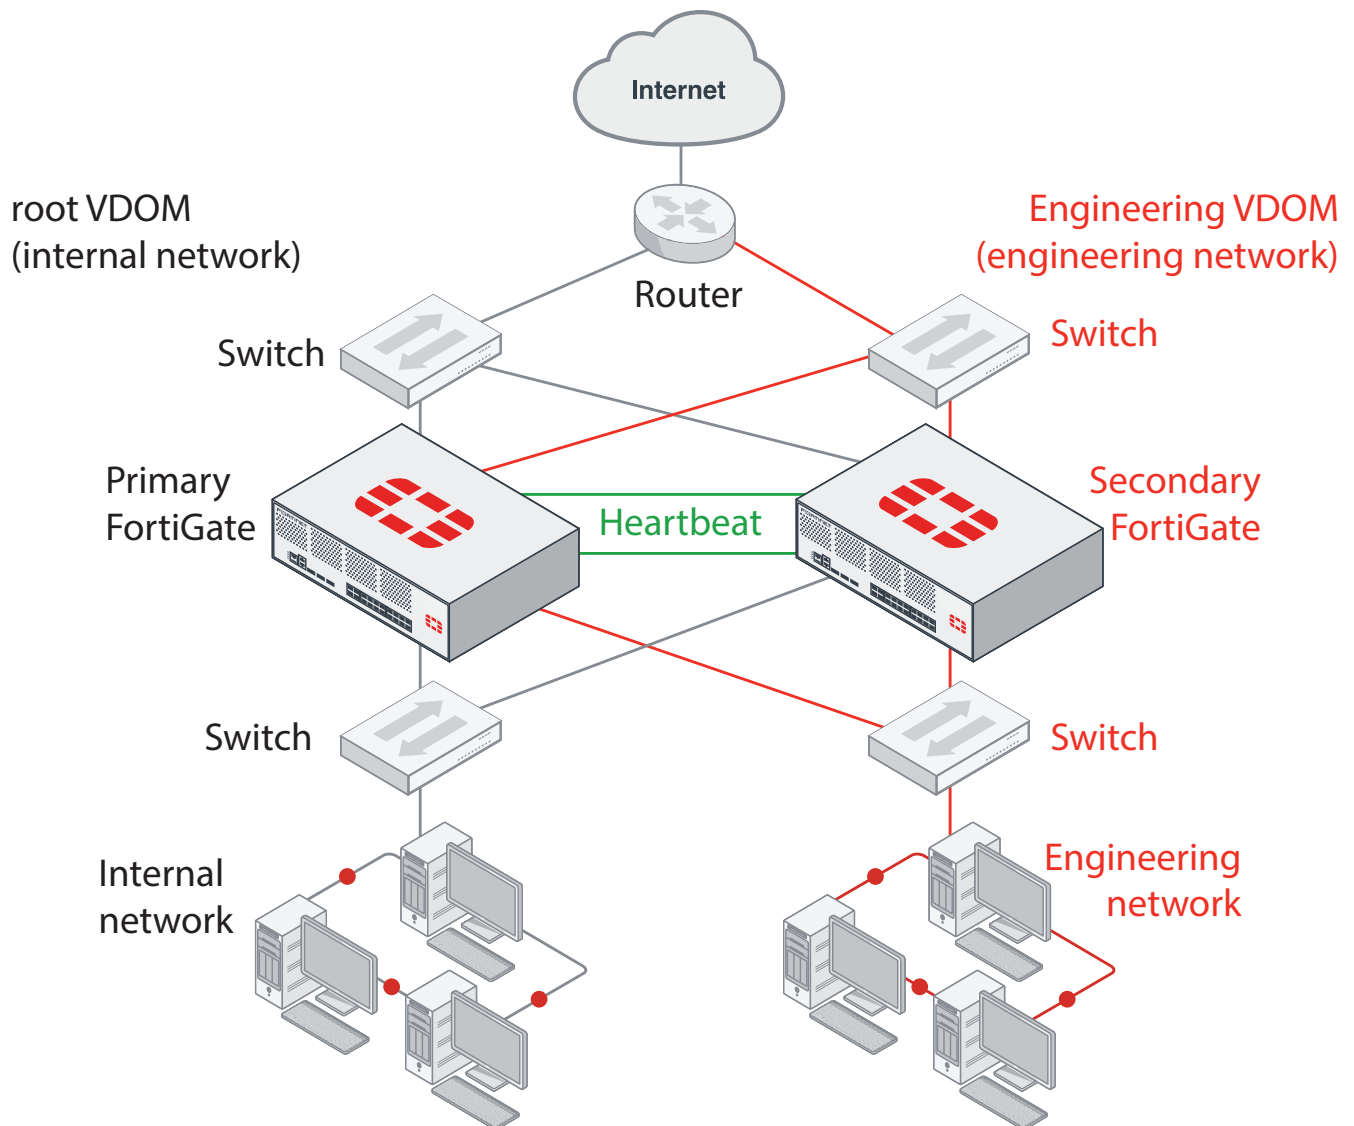 Internet
root VDOM
(internal network)
Engineering VDOM
(engineering network)
Router
Switch
Switch
Primary
FortiGate
Heartbeat
Secondary
FortiGate
Switch
Switch
Internal
network
Engineering
network